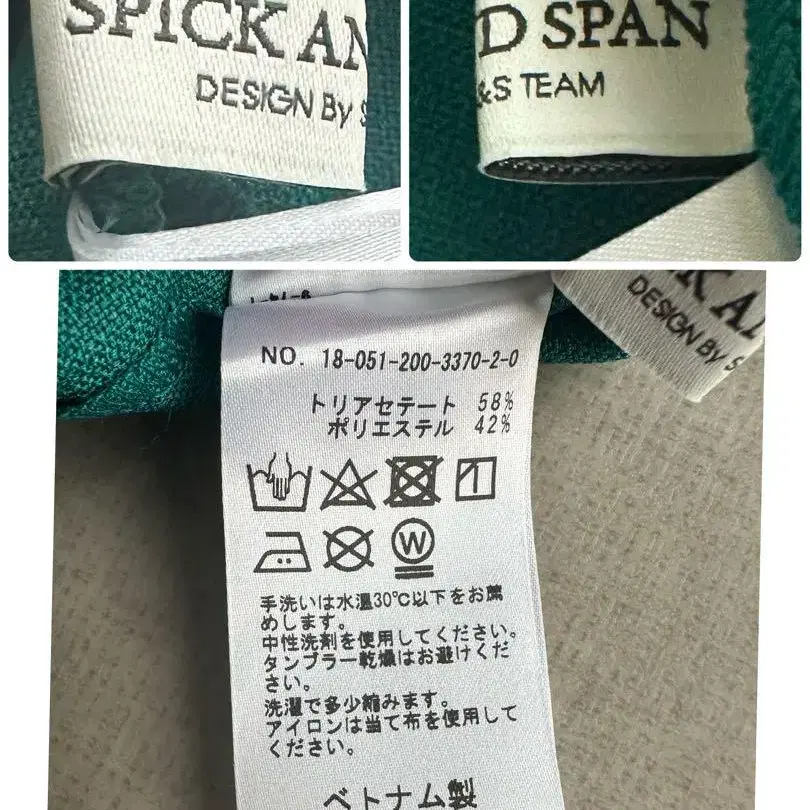 SPICK AN
DESIGN By S
D SPAN
&S TEAM
DESIGN By S
NO. 18-051-200-3370-2-0
トリアセテート 58%
ポリエステル 42%
W
手洗いは水温30℃以下をお薦
めします。
中性洗剤を使用してください。
タンブラー乾燥はお避けくだ
さい。
洗濯で多少縮みます。
アイロンは当て布を使用して
ください。
ベトナム製